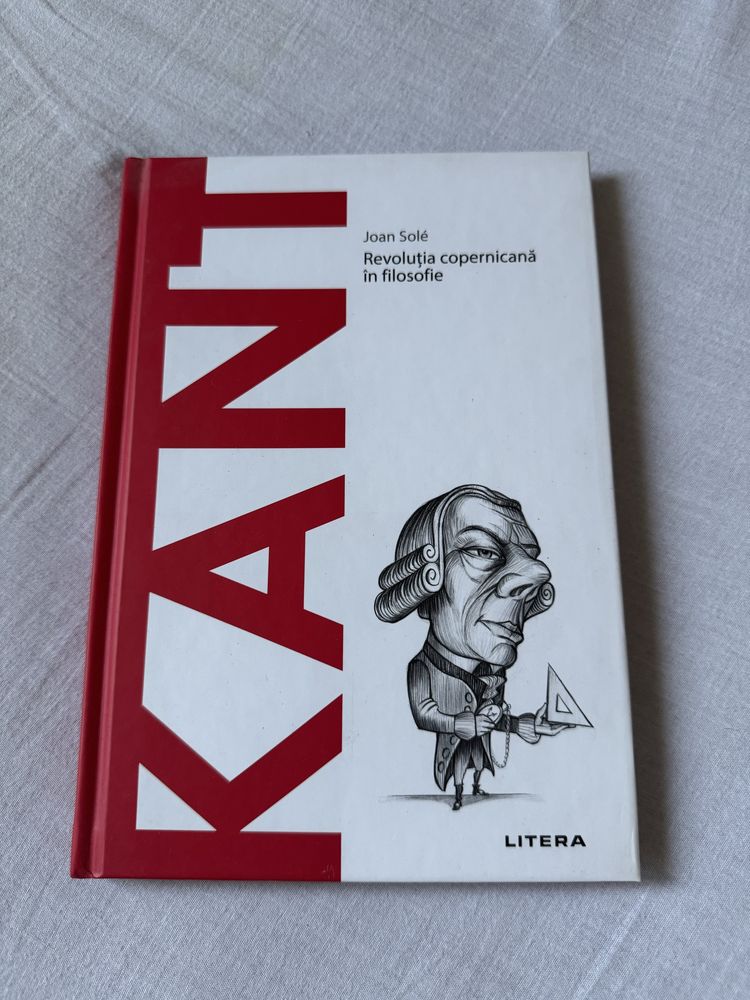 KANT
Joan Solé
Revoluția copernicană
în filosofie
LITERA